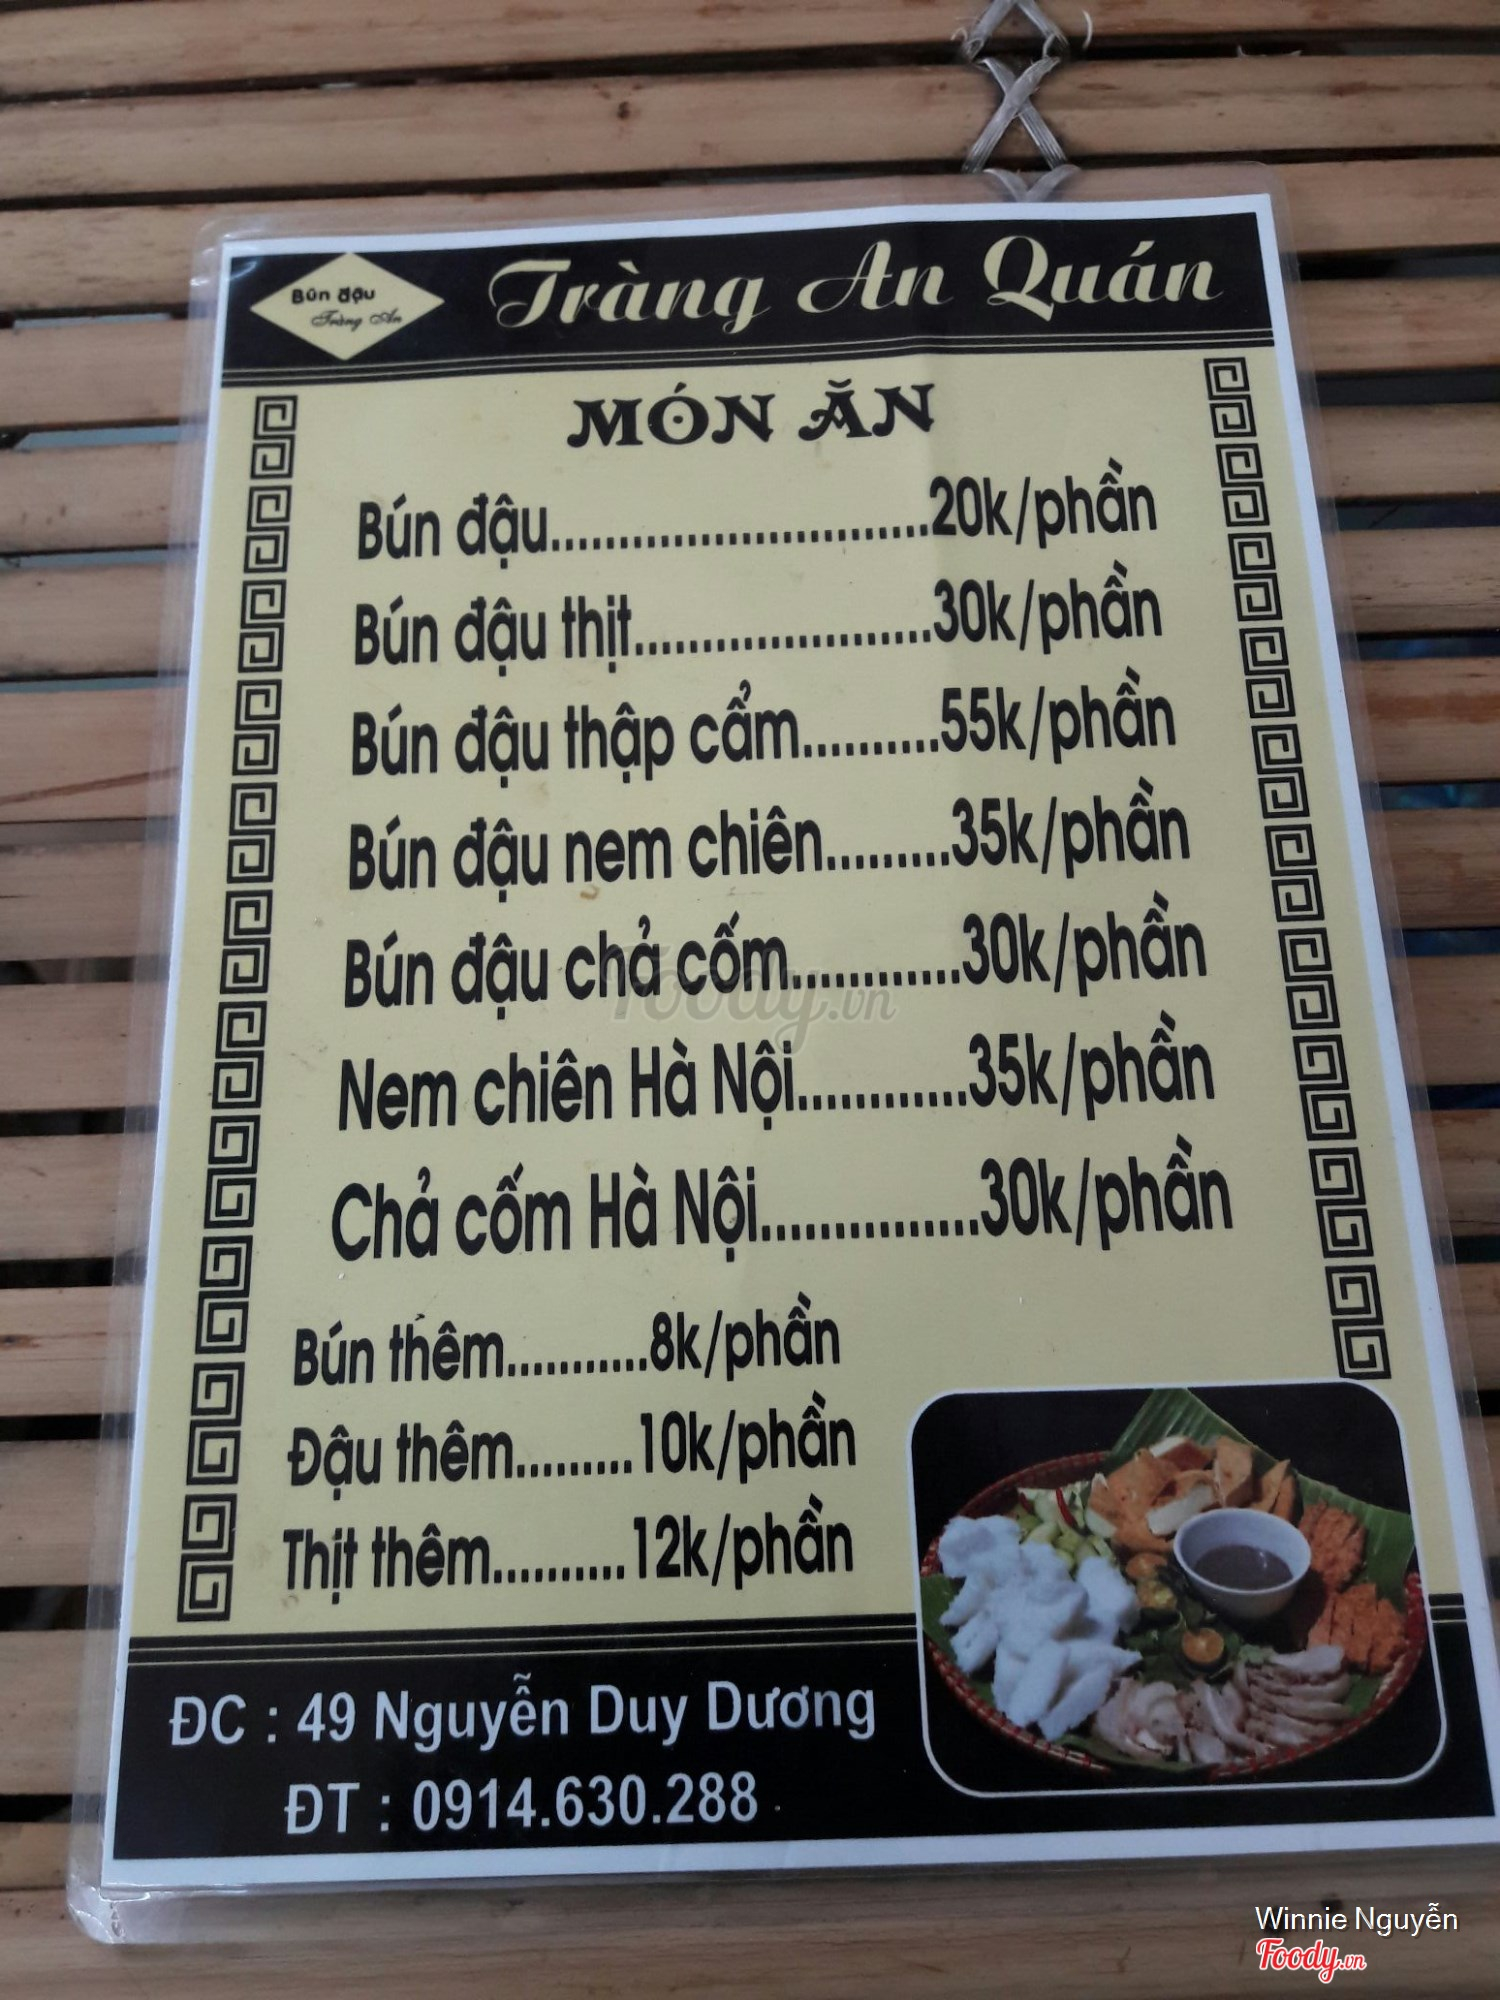 Bún đậu
Tràng An
Tràng An Quán
MÓN ĂN
Bún đậu.............................20k/phần
Bún đậu thịt.......................30k/phần
Bún đậu thập cẩm..........55k/phần
Bún đậu nem chiên.........35k/phần
Bún đậu chả cốm............30k/phần
Nem chiên Hà Nội............35k/phần
Chả cốm Hà Nội...............30k/phần
Bún thêm...........8k/phần
Đậu thêm.........10k/phần
Thịt thêm..........12k/phần
ĐC : 49 Nguyễn Duy Dương
ĐT : 0914.630.288
Foody.vn
Winnie Nguyễn
Foody.vn